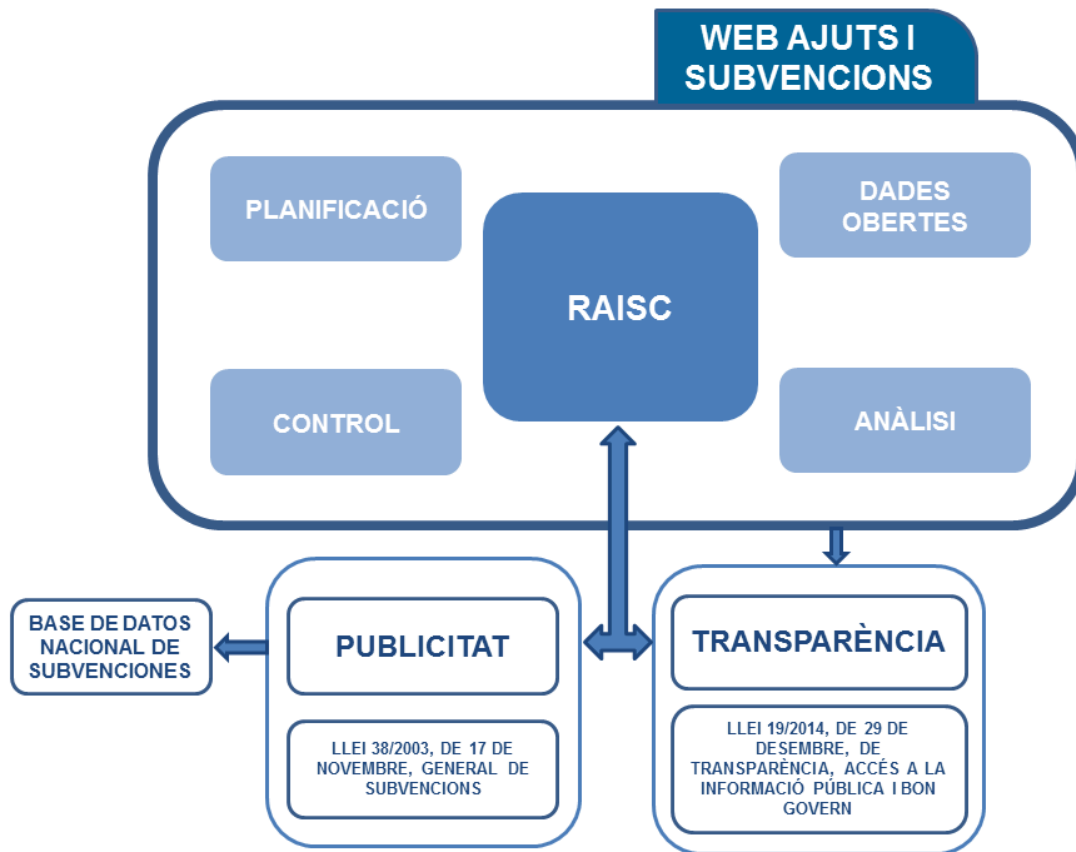 WEB AJUTS I
SUBVENCIONS
PLANIFICACIÓ
DADES
OBERTES
RAISC
CONTROL
ANÀLISI
BASE DE DATOS
NACIONAL DE
SUBVENCIONES
PUBLICITAT
LLEI 38/2003, DE 17 DE
NOVEMBRE, GENERAL DE
SUBVENCIONS
TRANSPARÈNCIA
LLEI 19/2014, DE 29 DE
DESEMBRE, DE
TRANSPARÈNCIA, ACCÉS A LA
INFORMACIÓ PÚBLICA I BON
GOVERN